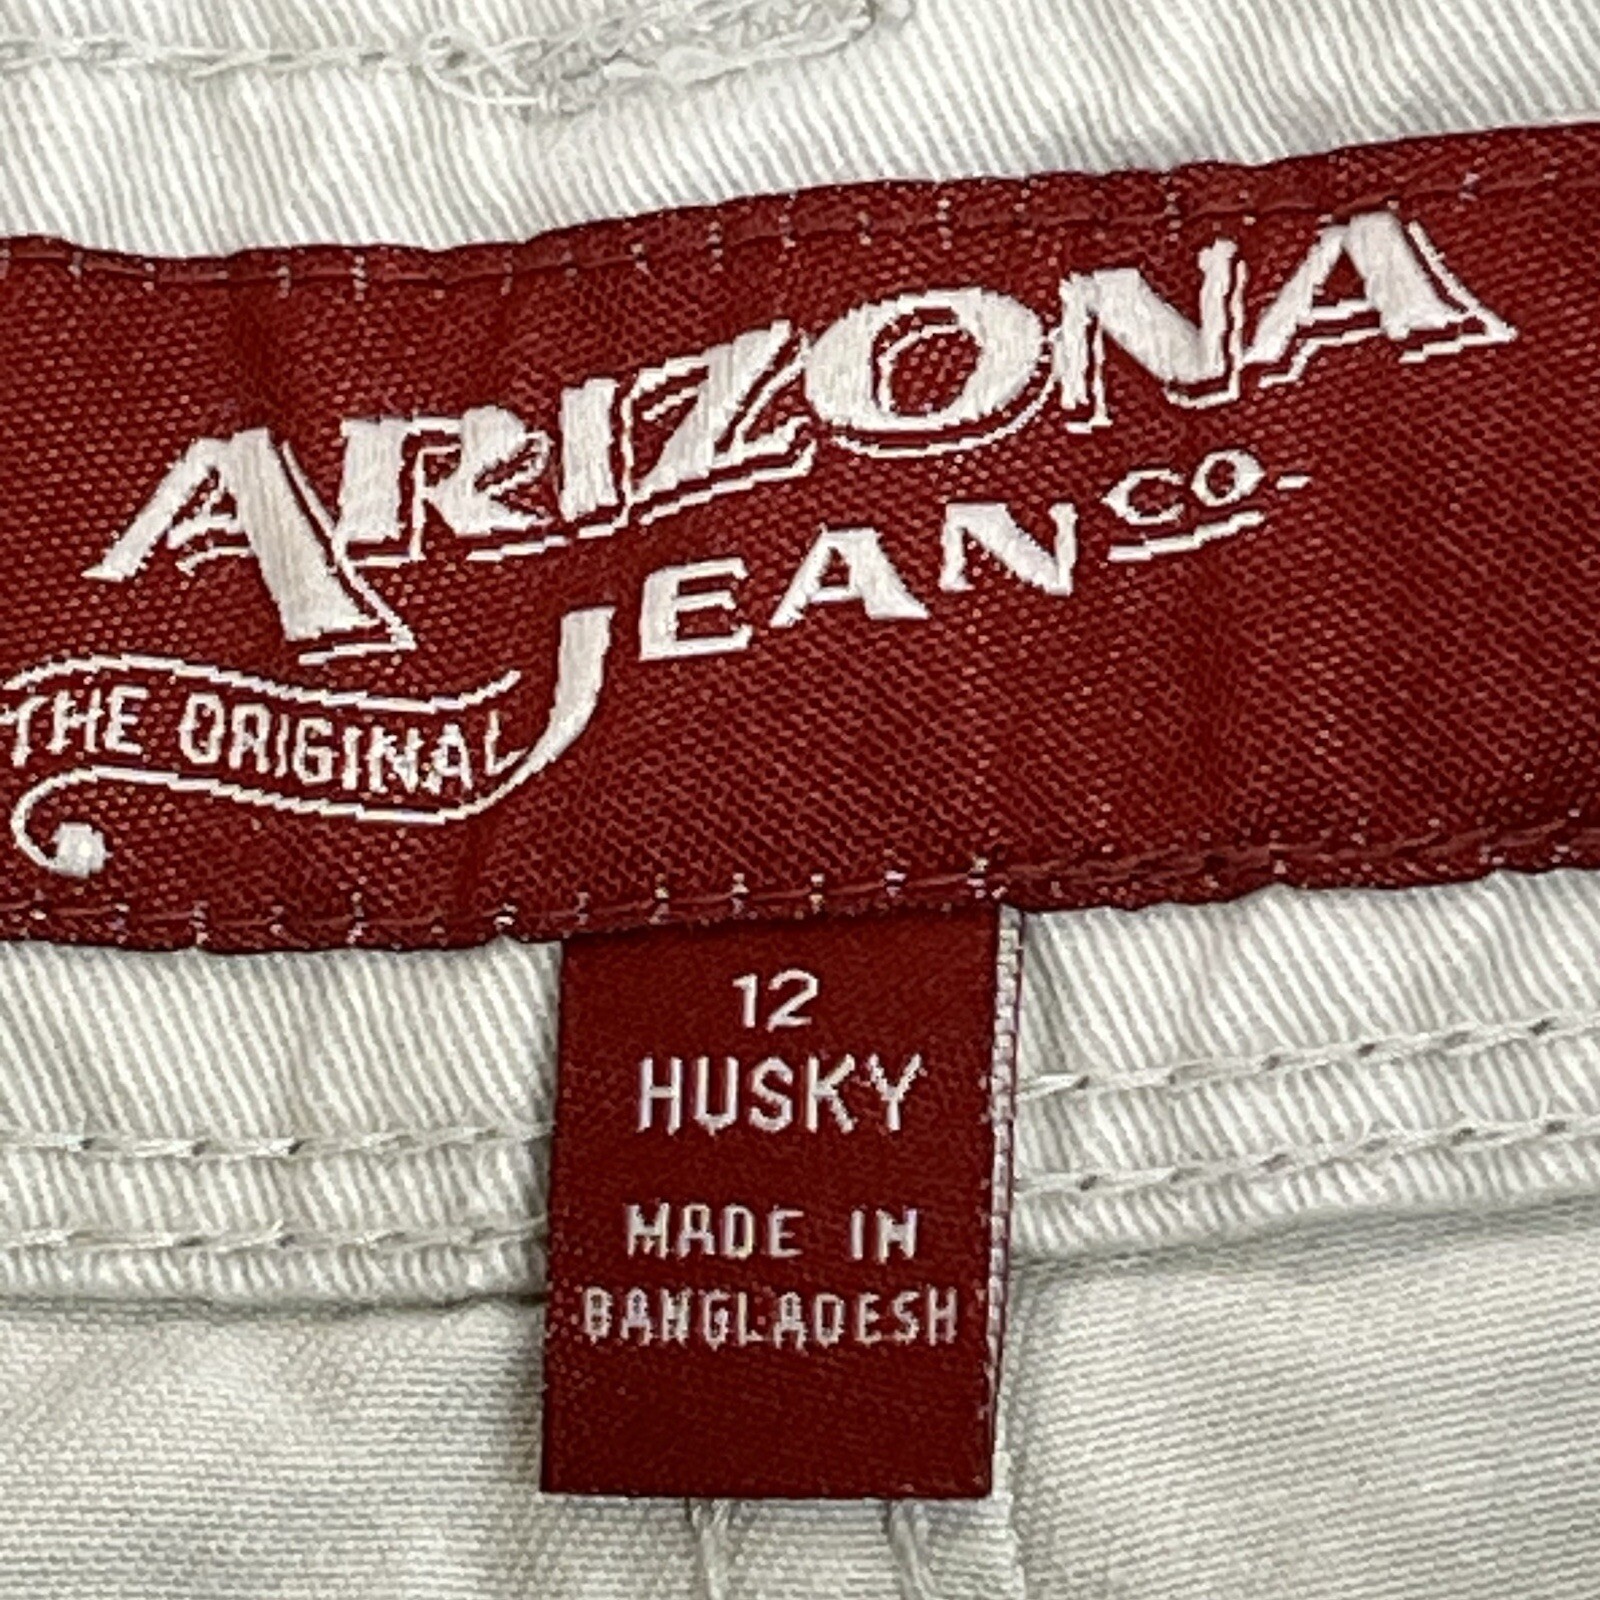 ARIZONA
JEAN CO.
THE ORIGINAL
12
HUSKY
MADE IN
BANGLADESH